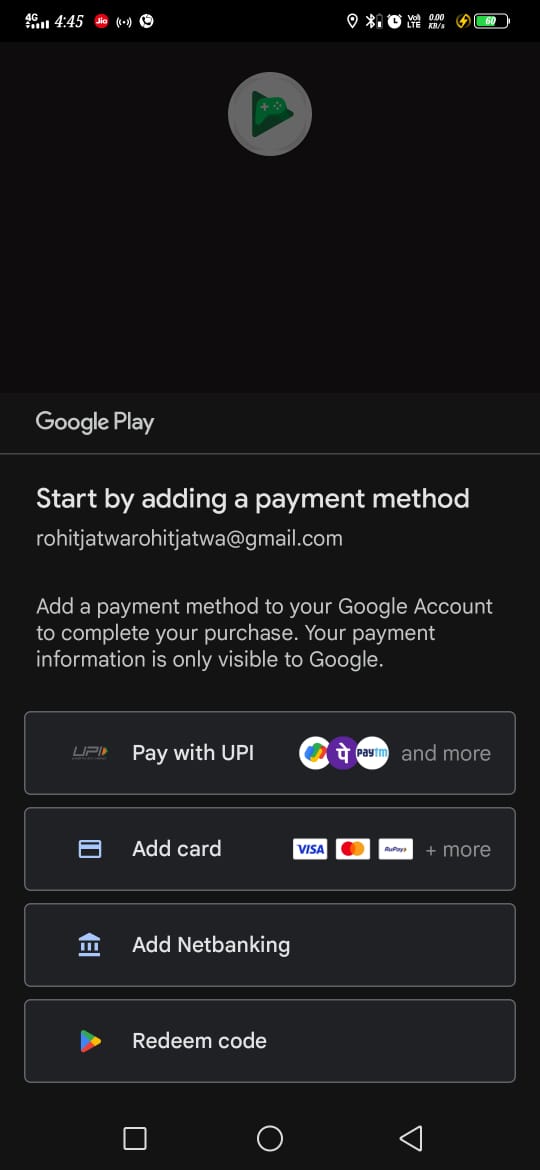 4G 4:45 Jio VoLTE 0.00 KB/s 60
Google Play
Start by adding a payment method
rohitjatwarohitjatwa@gmail.com
Add a payment method to your Google Account
to complete your purchase. Your payment
information is only visible to Google.
UPI Pay with UPI पे paytm and more
Add card VISA RuPay + more
Add Netbanking
Redeem code